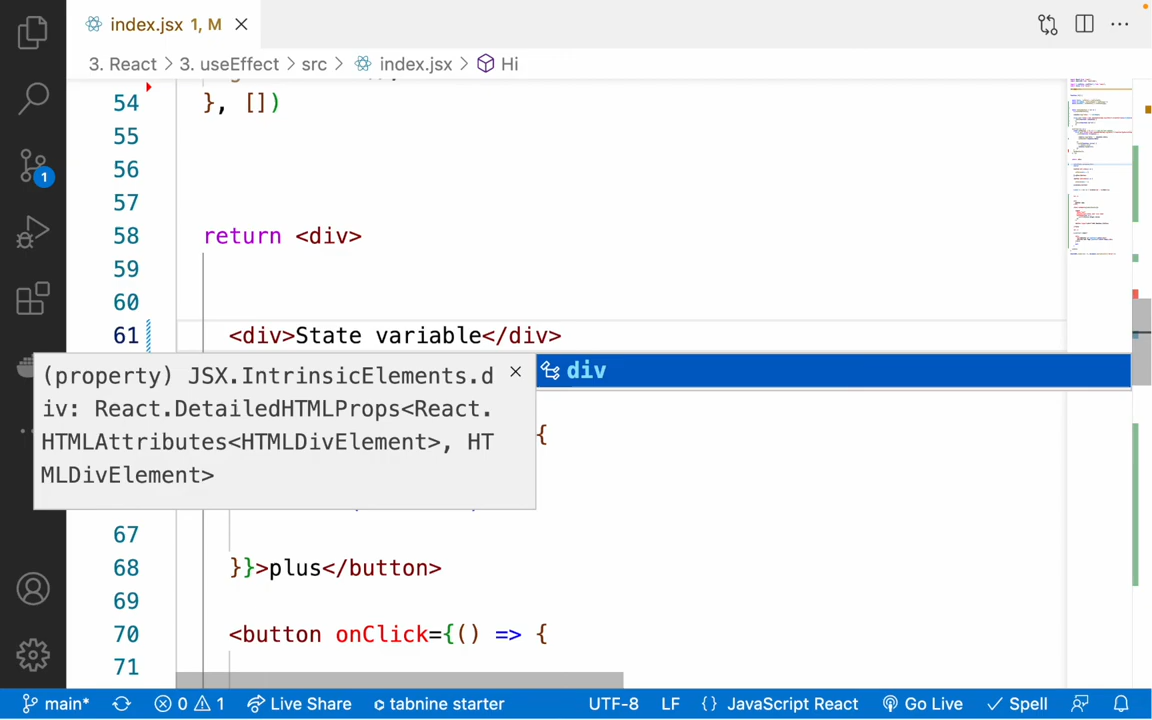 index.jsx 1, M
3. React > 3. useEffect > src > index.jsx > Hi
54 }, [])
55
56
57
58 return <div>
59
60
61 <div>State variable</div>
(property) JSX.IntrinsicElements.d
iv: React.DetailedHTMLProps<React.
HTMLAttributes<HTMLDivElement>, HT
MLDivElement>
div
{
67
68 }}>plus</button>
69
70 <button onClick={() => {
71
1
main* 0 1 Live Share tabnine starter UTF-8 LF {} JavaScript React Go Live Spell